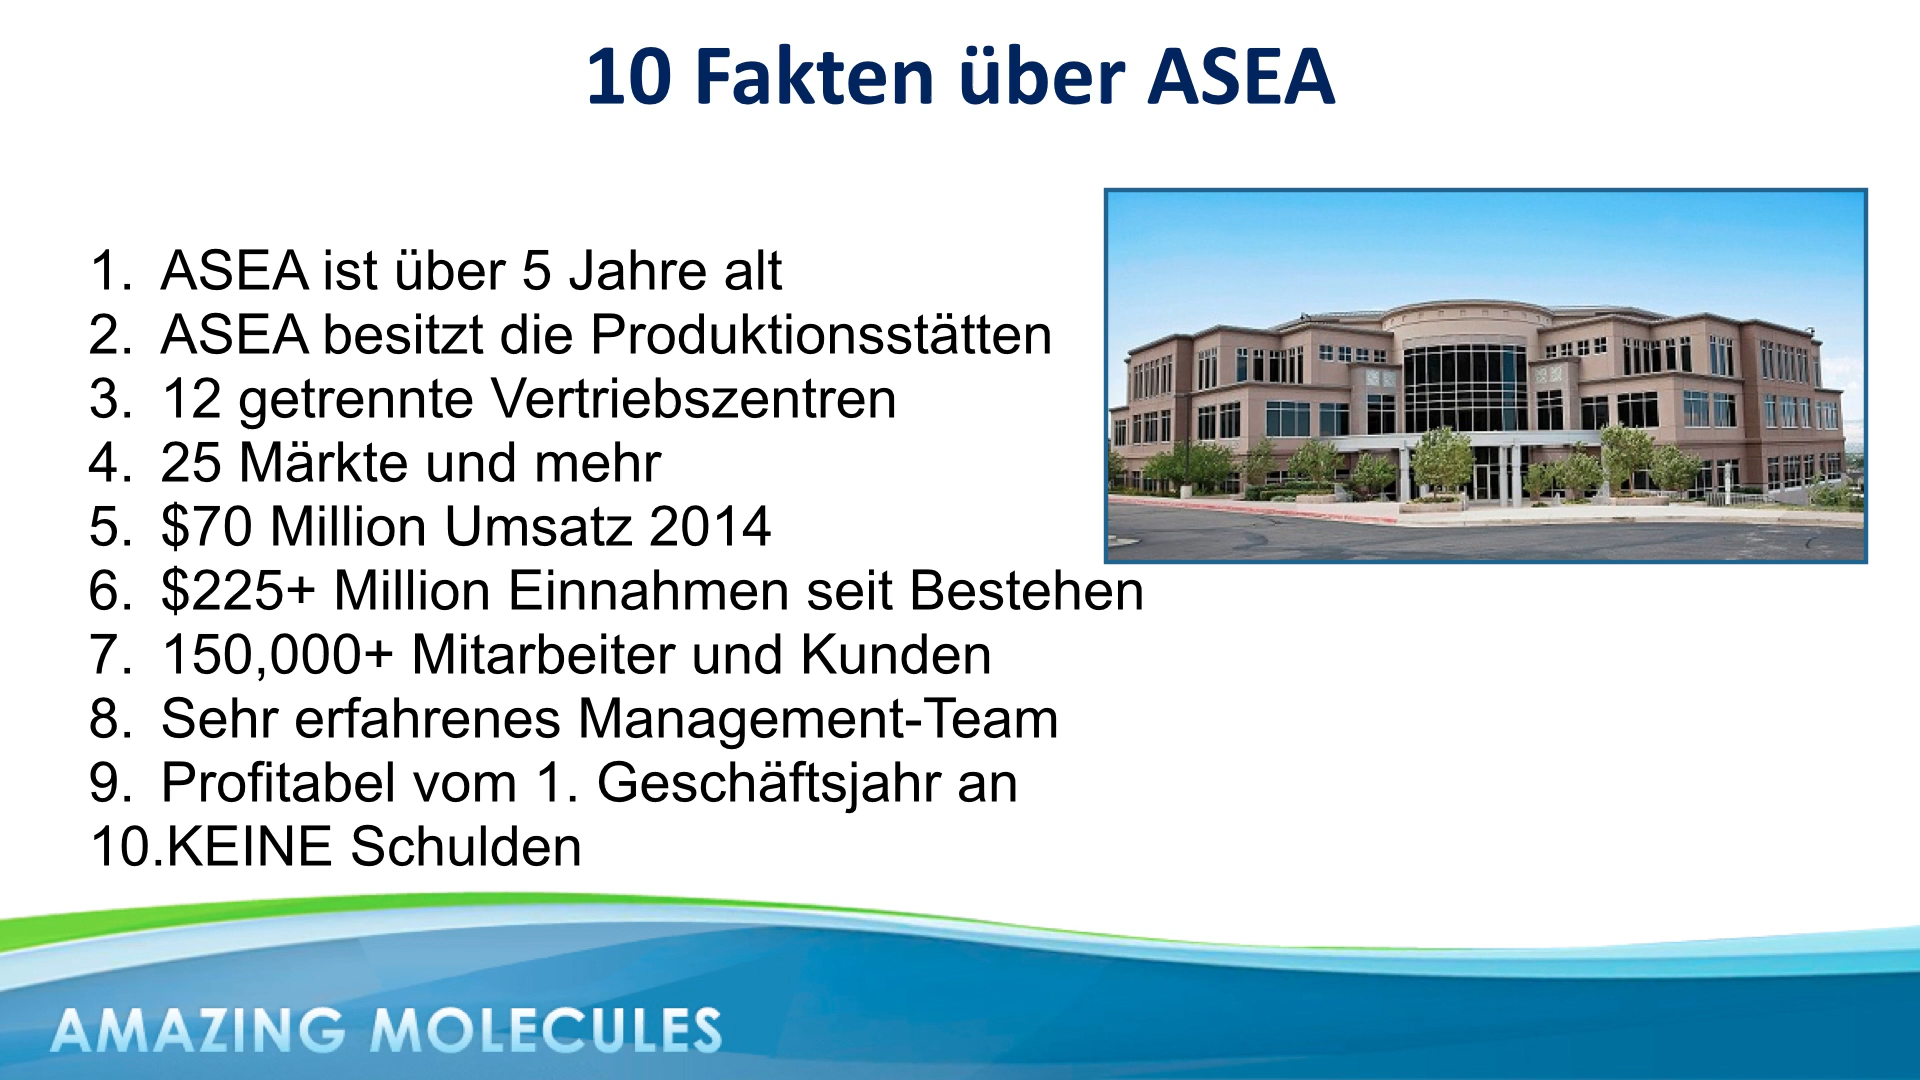 10 Fakten über ASEA
1. ASEA ist über 5 Jahre alt
2. ASEA besitzt die Produktionsstätten
3. 12 getrennte Vertriebszentren
4. 25 Märkte und mehr
5. $70 Million Umsatz 2014
6. $225+ Million Einnahmen seit Bestehen
7. 150,000+ Mitarbeiter und Kunden
8. Sehr erfahrenes Management-Team
9. Profitabel vom 1. Geschäftsjahr an
10.KEINE Schulden
AMAZING MOLECULES